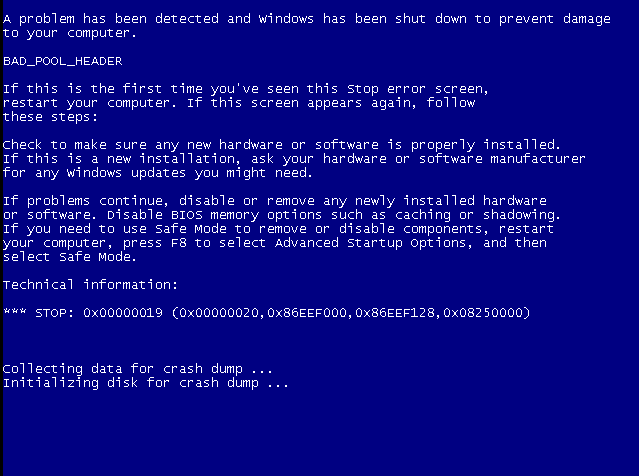 A problem has been detected and Windows has been shut down to prevent damage
to your computer.
BAD_POOL_HEADER
If this is the first time you've seen this Stop error screen,
restart your computer. If this screen appears again, follow
these steps:
Check to make sure any new hardware or software is properly installed.
If this is a new installation, ask your hardware or software manufacturer
for any Windows updates you might need.
If problems continue, disable or remove any newly installed hardware
or software. Disable BIOS memory options such as caching or shadowing.
If you need to use Safe Mode to remove or disable components, restart
your computer, press F8 to select Advanced Startup Options, and then
select Safe Mode.
Technical information:
*** STOP: 0x00000019 (0x00000020,0x86EEF000,0x86EEF128,0x08250000)
Collecting data for crash dump ...
Initializing disk for crash dump ...